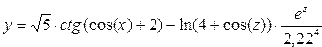 y = √5 · ctg(cos(x) ÷ 2) − ln(4 ÷ cos(z)) · e^z / 2,22^4